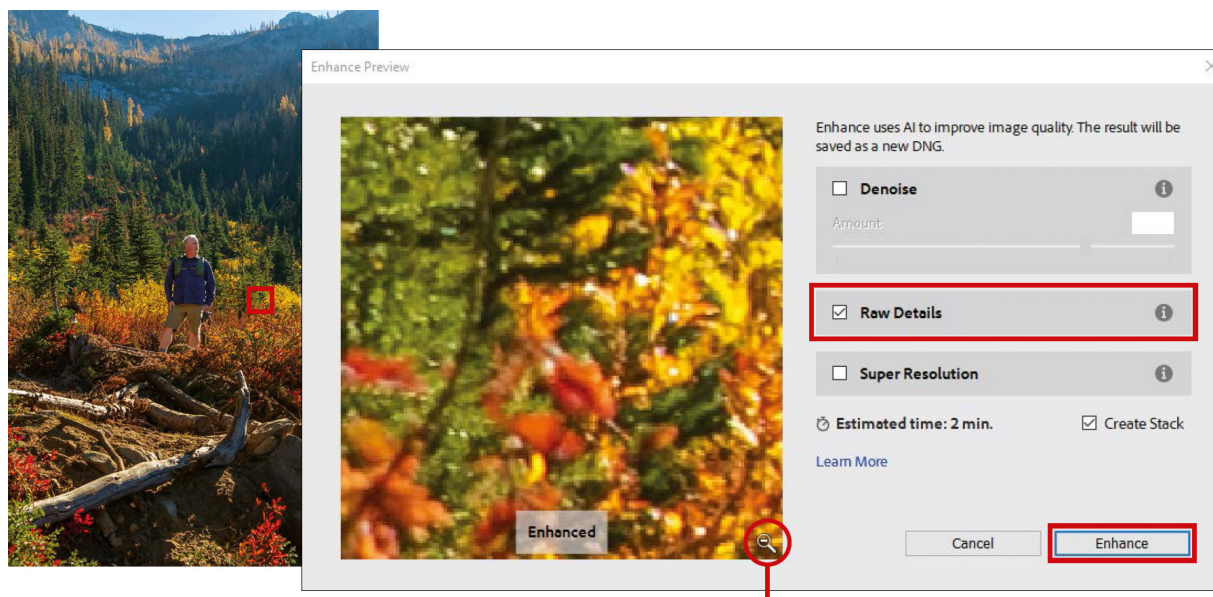 Enhance Preview
Enhance uses AI to improve image quality. The result will be
saved as a new DNG.
Denoise
Amount
Raw Details
Super Resolution
Estimated time: 2 min.
Create Stack
Learn More
Enhanced
Cancel
Enhance